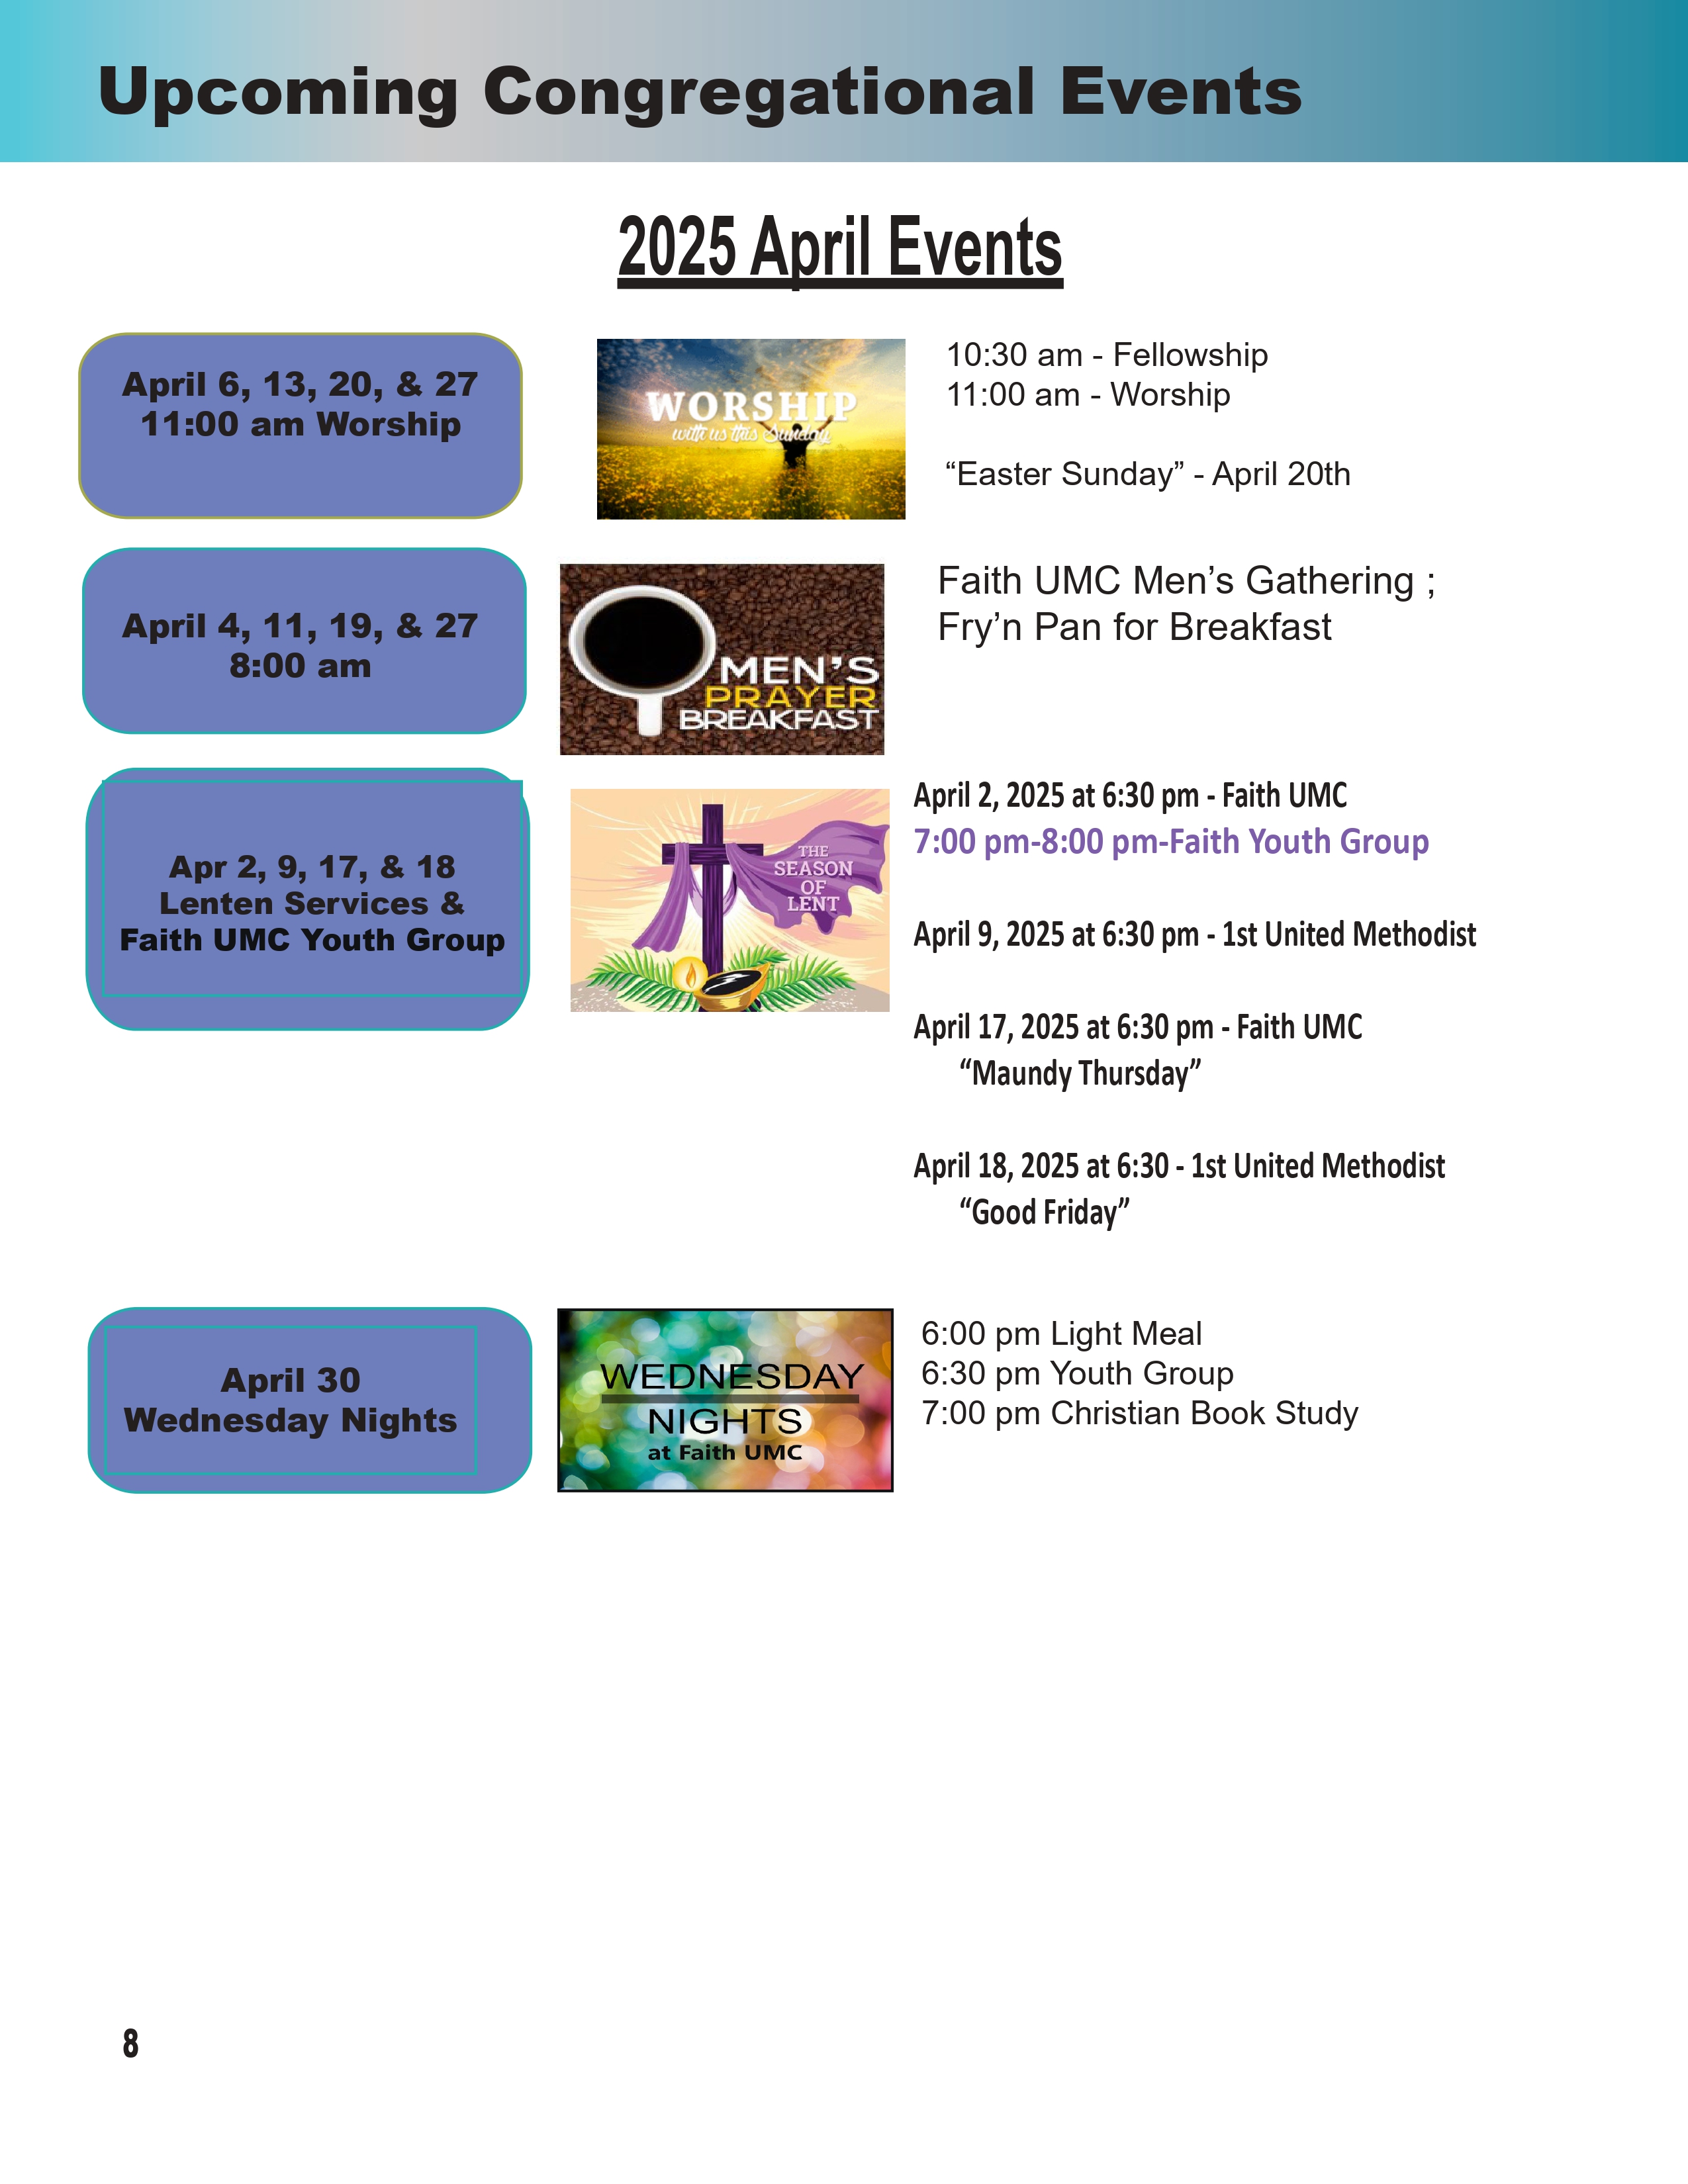 Upcoming Congregational Events
2025 April Events
April 6, 13, 20, & 27
11:00 am Worship
WORSHIP
with us this Sunday
10:30 am - Fellowship
11:00 am - Worship
“Easter Sunday” - April 20th
April 4, 11, 19, & 27
8:00 am
MEN’S
PRAYER
BREAKFAST
Faith UMC Men’s Gathering ;
Fry’n Pan for Breakfast
Apr 2, 9, 17, & 18
Lenten Services &
Faith UMC Youth Group
THE
SEASON
OF
LENT
April 2, 2025 at 6:30 pm - Faith UMC
7:00 pm-8:00 pm-Faith Youth Group
April 9, 2025 at 6:30 pm - 1st United Methodist
April 17, 2025 at 6:30 pm - Faith UMC
“Maundy Thursday”
April 18, 2025 at 6:30 - 1st United Methodist
“Good Friday”
April 30
Wednesday Nights
WEDNESDAY
NIGHTS
at Faith UMC
6:00 pm Light Meal
6:30 pm Youth Group
7:00 pm Christian Book Study
8